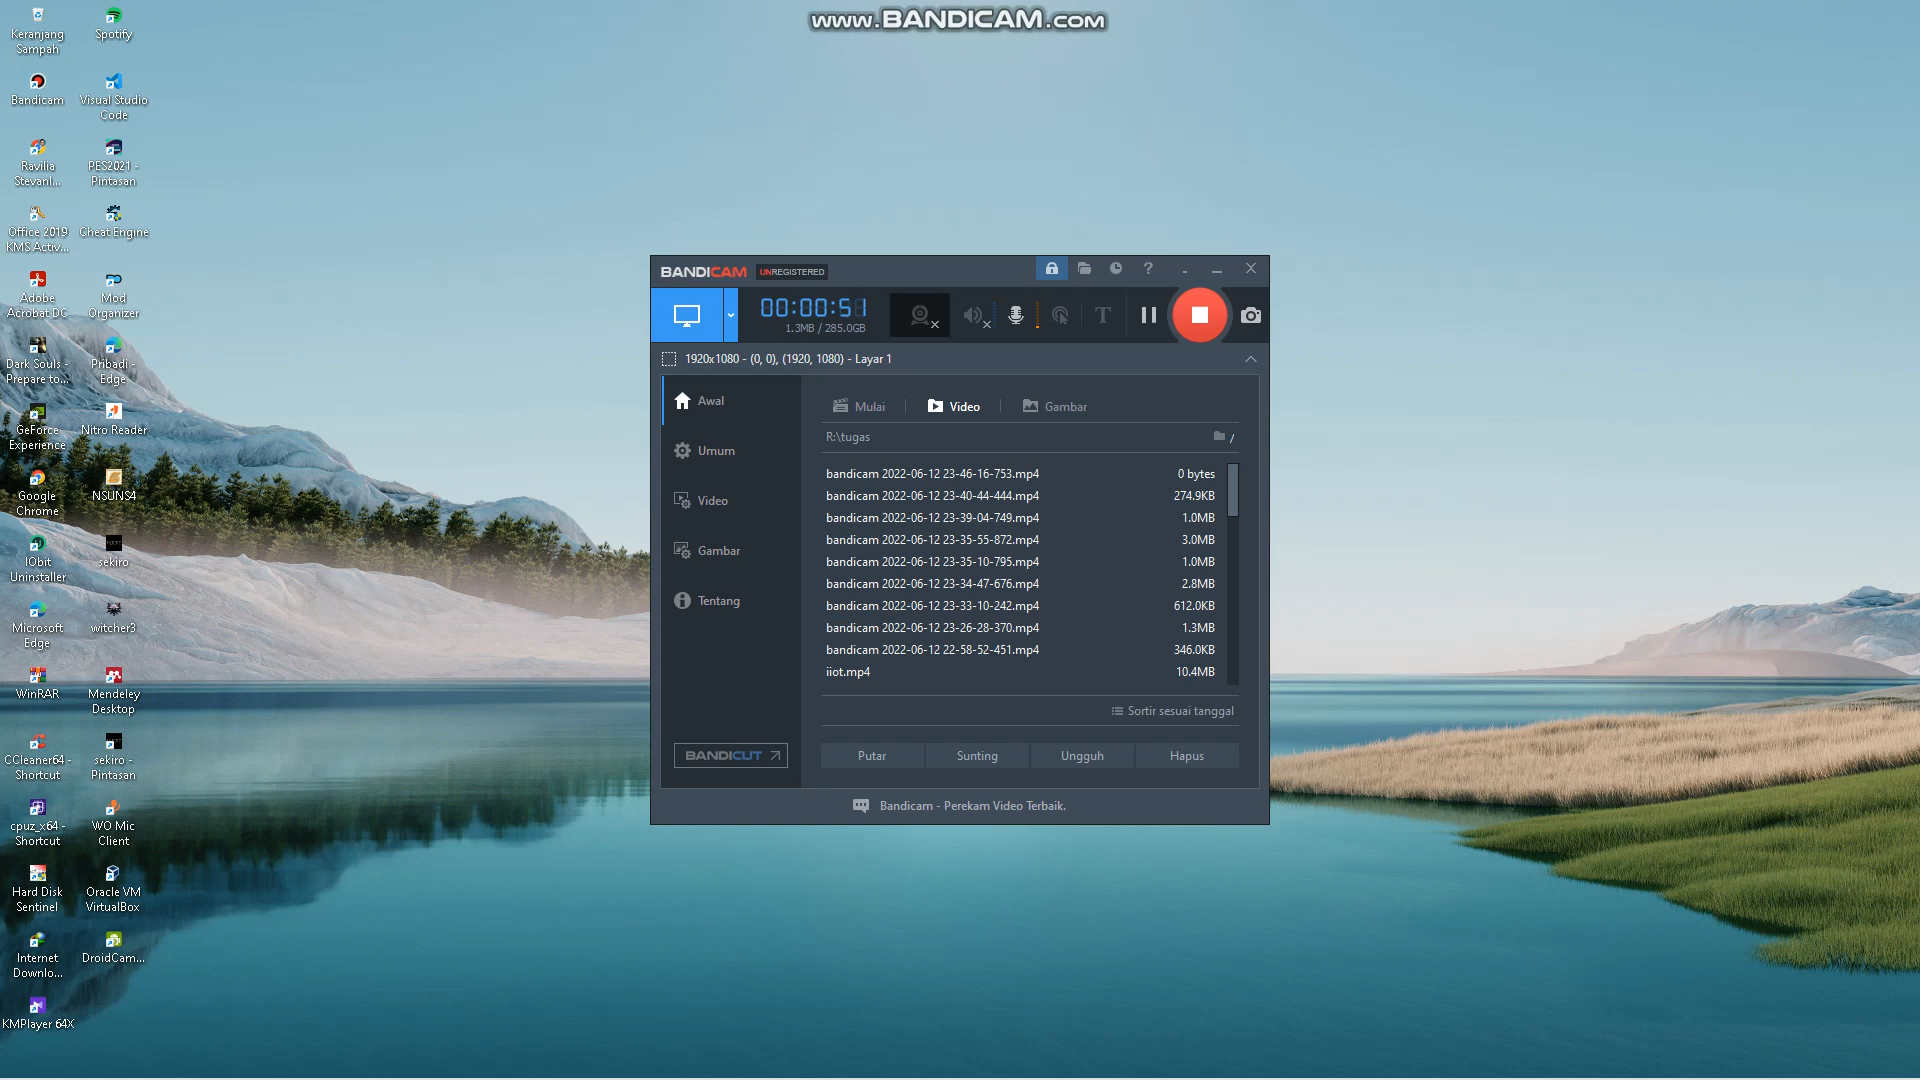 www.BANDICAM.com
Keranjang
Sampah
Spotify
Bandicam
Visual Studio
Code
Ravilia
Stevanl...
PES2021 -
Pintasan
Office 2019
KMS Activ...
Cheat Engine
Adobe
Acrobat DC
Mod
Organizer
Dark Souls -
Prepare to...
Pribadi -
Edge
GeForce
Experience
Nitro Reader
Google
Chrome
NSUNS4
IObit
Uninstaller
sekiro
Microsoft
Edge
witcher3
WinRAR
Mendeley
Desktop
CCleaner64 -
Shortcut
sekiro -
Pintasan
cpuz_x64 -
Shortcut
WO Mic
Client
Hard Disk
Sentinel
Oracle VM
VirtualBox
Internet
Downlo...
DroidCam...
KMPlayer 64X
BANDICAM UNREGISTERED
00:00:51
1.3MB / 285.0GB
1920x1080 - (0, 0), (1920, 1080) - Layar 1
Awal
Umum
Video
Gambar
Tentang
BANDICUT
Mulai Video Gambar
R:\tugas
bandicam 2022-06-12 23-46-16-753.mp4 0 bytes
bandicam 2022-06-12 23-40-44-444.mp4 274.9KB
bandicam 2022-06-12 23-39-04-749.mp4 1.0MB
bandicam 2022-06-12 23-35-55-872.mp4 3.0MB
bandicam 2022-06-12 23-35-10-795.mp4 1.0MB
bandicam 2022-06-12 23-34-47-676.mp4 2.8MB
bandicam 2022-06-12 23-33-10-242.mp4 612.0KB
bandicam 2022-06-12 23-26-28-370.mp4 1.3MB
bandicam 2022-06-12 22-58-52-451.mp4 346.0KB
iiot.mp4 10.4MB
Sortir sesuai tanggal
Putar Sunting Ungguh Hapus
Bandicam - Perekam Video Terbaik.